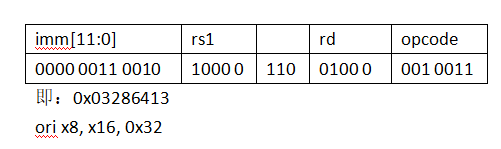 imm[11:0] rs1 rd opcode
0000 0011 0010 1000 0 110 0100 0 001 0011
即：0x03286413
ori x8, x16, 0x32